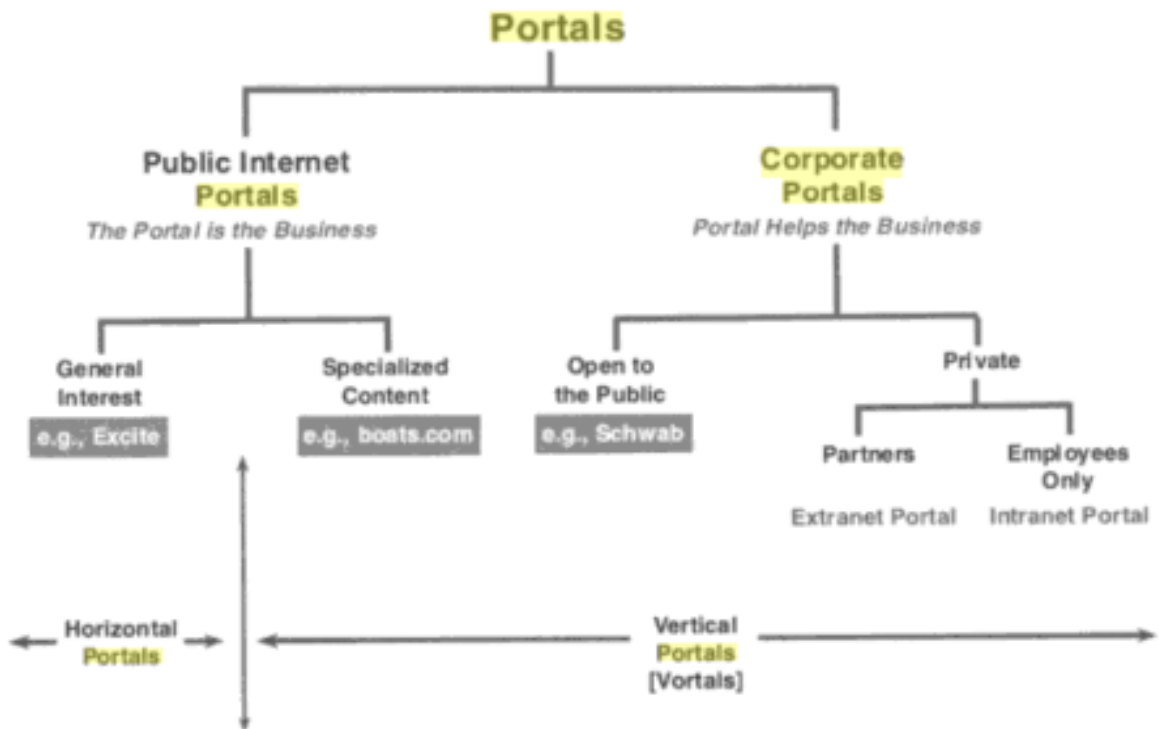 Portals
Public Internet
Portals
The Portal is the Business
Corporate
Portals
Portal Helps the Business
General
Interest
e.g., Excite
Specialized
Content
e.g., boats.com
Open to
the Public
e.g., Schwab
Private
Partners
Extranet Portal
Employees
Only
Intranet Portal
Horizontal
Portals
Vertical
Portals
[Vortals]